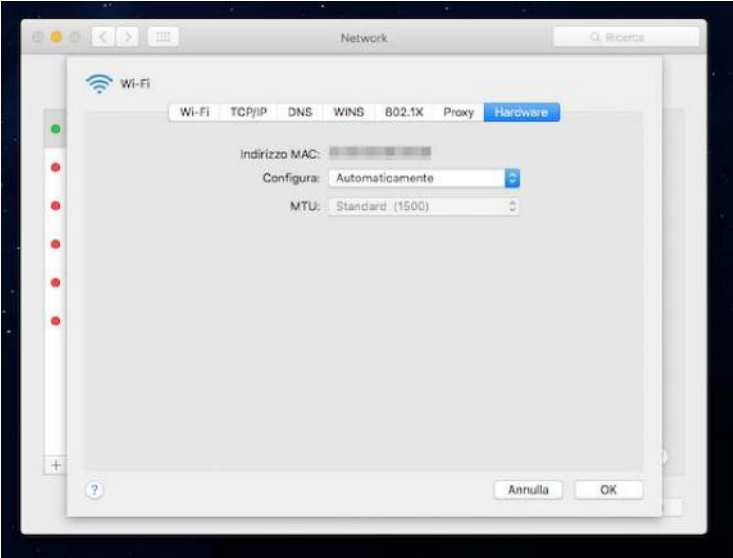 Network
Ricerca
Wi-Fi
Wi-Fi TCP/IP DNS WINS 802.1X Proxy Hardware
Indirizzo MAC:
Configura: Automaticamente
MTU: Standard (1500)
+
? Annulla OK